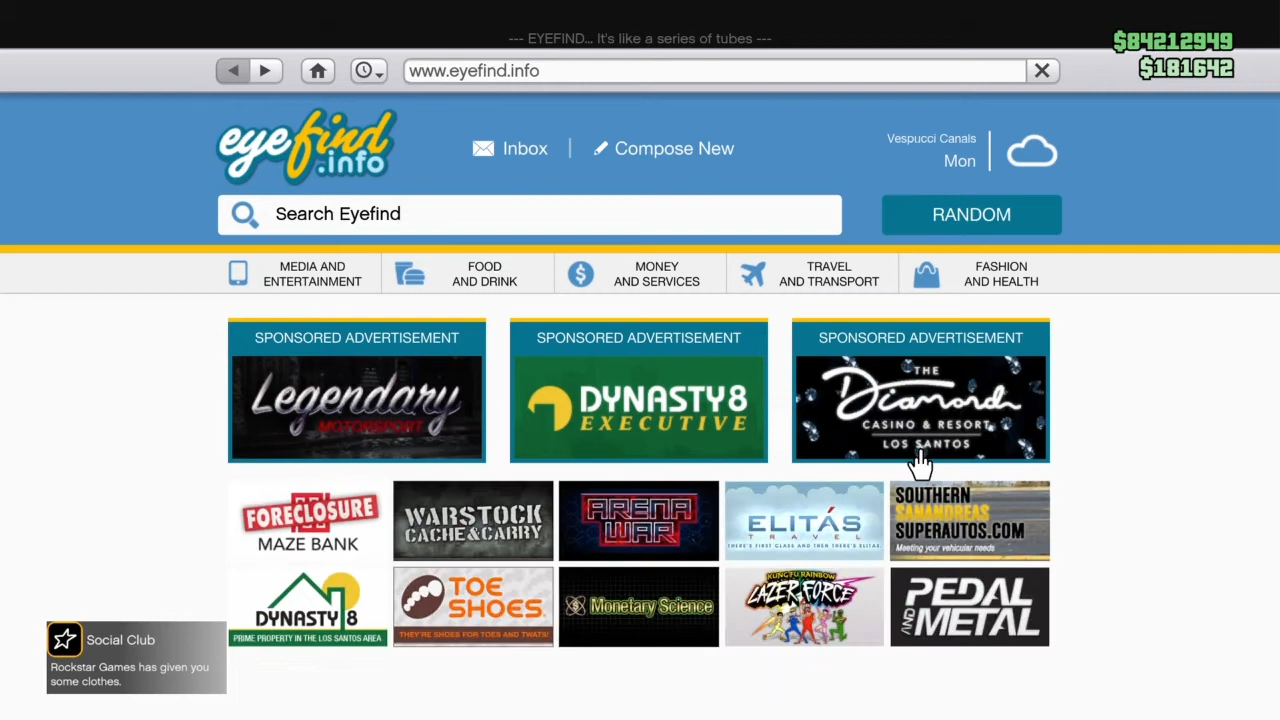 --- EYEFIND... It's like a series of tubes ---
$84212949
$181642
www.eyefind.info
eyefind
.info
Inbox
Compose New
Vespucci Canals
Mon
Search Eyefind
RANDOM
MEDIA AND
ENTERTAINMENT
FOOD
AND DRINK
MONEY
AND SERVICES
TRAVEL
AND TRANSPORT
FASHION
AND HEALTH
SPONSORED ADVERTISEMENT
Legendary
MOTORSPORT
SPONSORED ADVERTISEMENT
DYNASTY8
EXECUTIVE
SPONSORED ADVERTISEMENT
THE
Diamond
CASINO & RESORT
LOS SANTOS
FORECLOSURE
MAZE BANK
WARSTOCK
CACHE&CARRY
ARENA
WAR
ELITÁS
TRAVEL
THERE'S FIRST CLASS AND THEN THERE'S ELITÁS
SOUTHERN
SANANDREAS
SUPERAUTOS.COM
Meeting your vehicular needs
DYNASTY 8
PRIME PROPERTY IN THE LOS SANTOS AREA
TOE
SHOES
THEY'RE SHOES FOR TOES AND TWATS!
Monetary Science
KUNG FU RAINBOW
LAZER FORCE
PEDAL
AND METAL
Social Club
Rockstar Games has given you
some clothes.